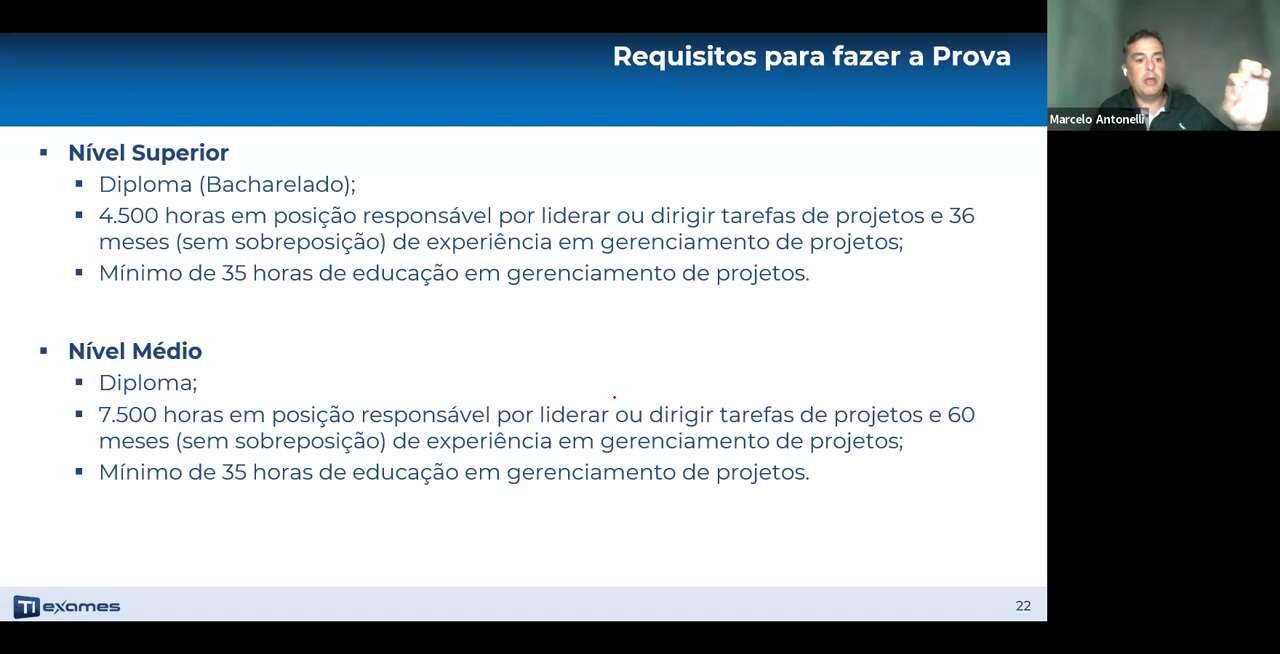 Requisitos para fazer a Prova
Marcelo Antonelli
Nível Superior
Diploma (Bacharelado);
4.500 horas em posição responsável por liderar ou dirigir tarefas de projetos e 36
meses (sem sobreposição) de experiência em gerenciamento de projetos;
Mínimo de 35 horas de educação em gerenciamento de projetos.
Nível Médio
Diploma;
7.500 horas em posição responsável por liderar ou dirigir tarefas de projetos e 60
meses (sem sobreposição) de experiência em gerenciamento de projetos;
Mínimo de 35 horas de educação em gerenciamento de projetos.
TI exames
22